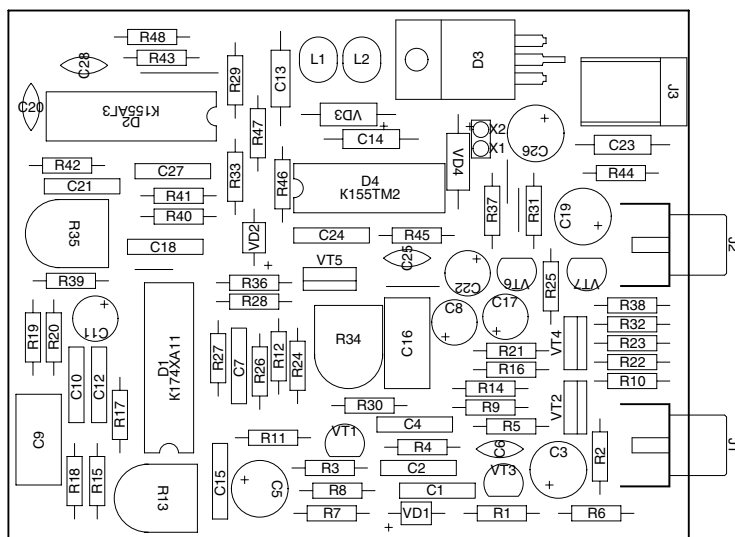 R48
R43
C28
C20
D2
К155АГ3
R29
C13
L1
L2
D3
J3
R47
VD3
C14
X2
X1
C26
C23
R42
C21
C27
R41
R40
R33
R46
D4
К155ТМ2
VD4
R37
R31
R44
C19
R35
C18
VD2
C24
R45
C25
J2
R39
R36
R28
VT5
C22
VT6
C17
R25
VT7
R19
R20
C11
D1
К174ХА11
R27
C7
R26
R12
R24
R34
C16
C8
R21
R16
VT4
R38
R32
R23
R22
R10
C10
C12
R17
R30
R14
R9
R5
VT2
C9
C4
R11
VT1
R4
C6
C3
R2
J1
R18
R15
R13
C15
C5
R3
C2
VT3
R8
C1
R7
VD1
R1
R6